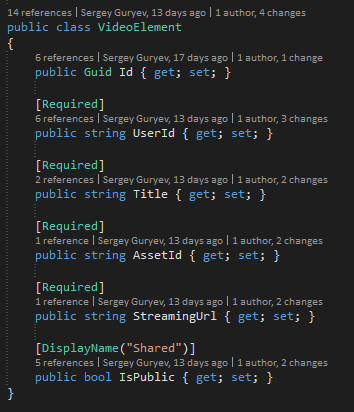 14 references | Sergey Guryev, 13 days ago | 1 author, 4 changes
public class VideoElement
{
6 references | Sergey Guryev, 17 days ago | 1 author, 1 change
public Guid Id { get; set; }
[Required]
6 references | Sergey Guryev, 13 days ago | 1 author, 3 changes
public string UserId { get; set; }
[Required]
2 references | Sergey Guryev, 13 days ago | 1 author, 2 changes
public string Title { get; set; }
[Required]
1 reference | Sergey Guryev, 13 days ago | 1 author, 2 changes
public string AssetId { get; set; }
[Required]
1 reference | Sergey Guryev, 13 days ago | 1 author, 2 changes
public string StreamingUrl { get; set; }
[DisplayName("Shared")]
5 references | Sergey Guryev, 13 days ago | 1 author, 2 changes
public bool IsPublic { get; set; }
}